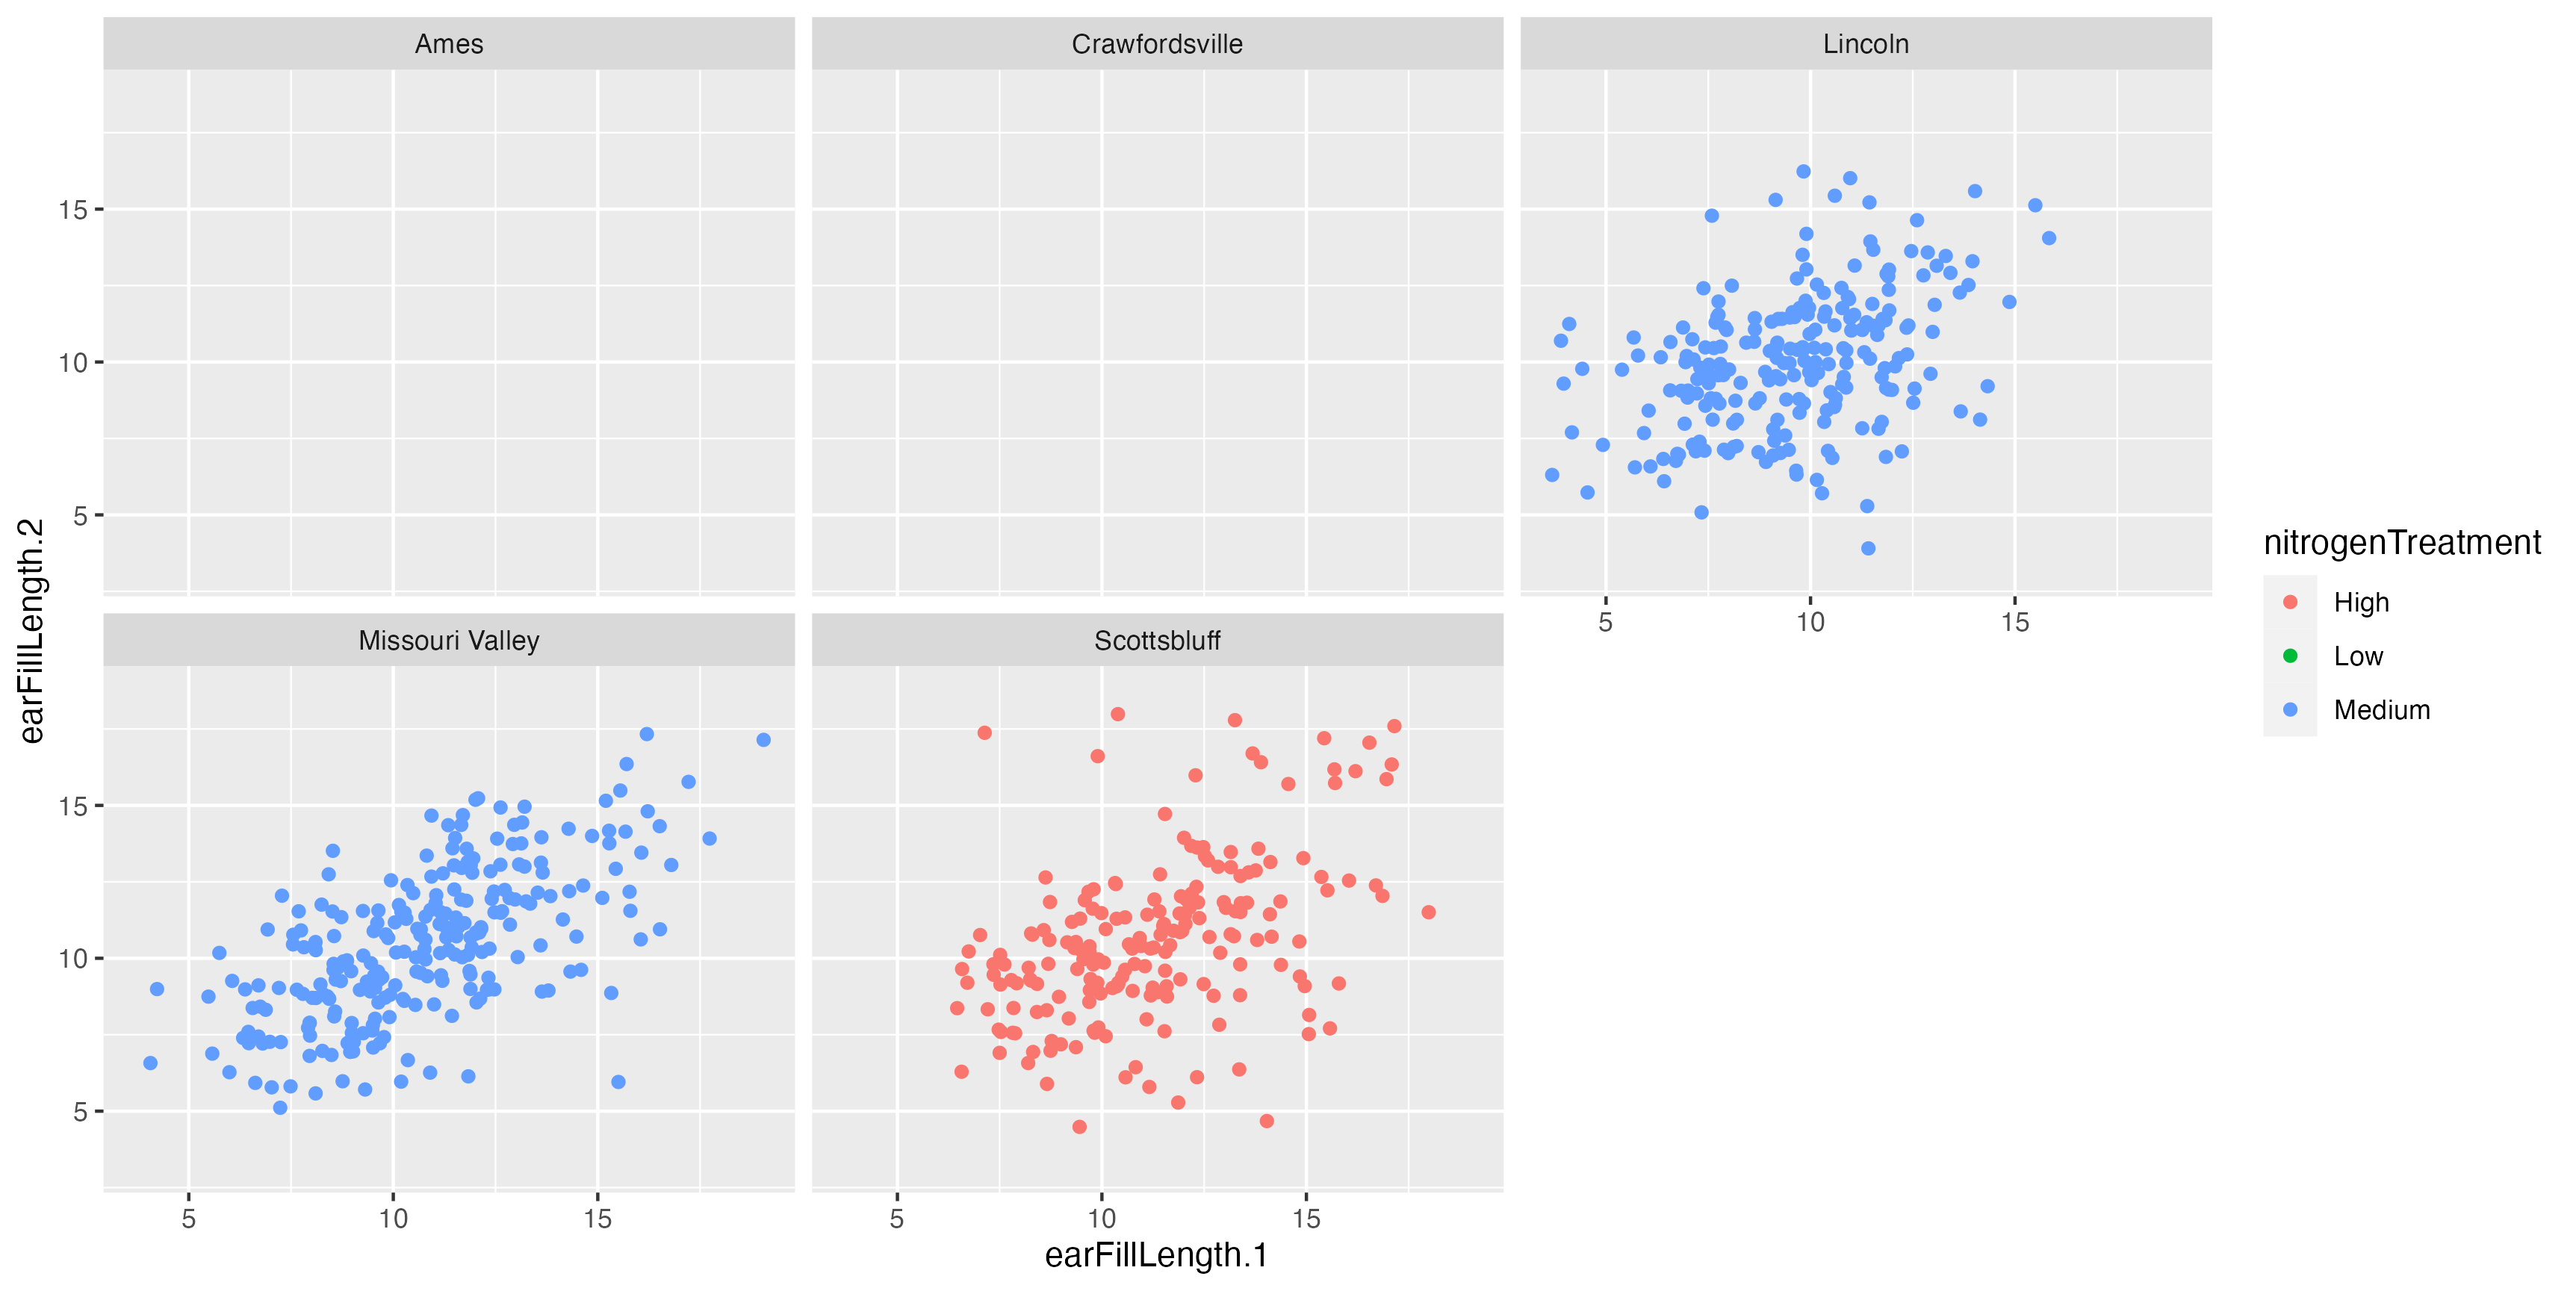 Ames
Crawfordsville
Lincoln
15
10
5
5
10
15
Missouri Valley
Scottsbluff
15
10
5
5
10
15
5
10
15
earFillLength.1
earFillLength.2
nitrogenTreatment
High
Low
Medium